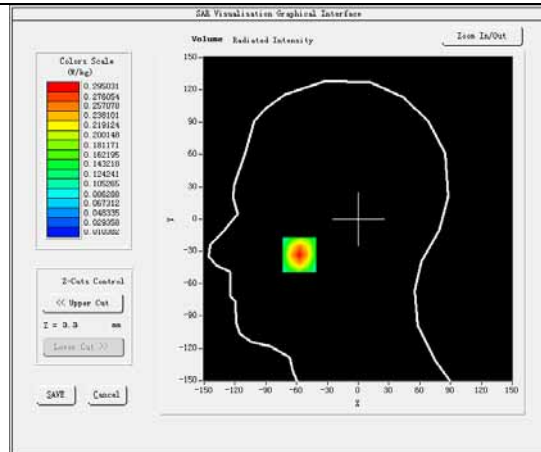 SAR Visualisation Graphical Interface
Volume Radiated Intensity
Zoom In/Out
Colors Scale
(W/kg)
0.295031
0.276054
0.257078
0.238101
0.219124
0.200148
0.181171
0.162195
0.143218
0.124241
0.105265
0.086288
0.067312
0.048335
0.029358
0.010382
Z-Cuts Control
<< Upper Cut
Z = 3.3 mm
Lower Cut >>
SAVE
Cancel
150
120
90
60
30
0
-30
-60
-90
-120
-150
Y
-150 -120 -90 -60 -30 0 30 60 90 120 150
X